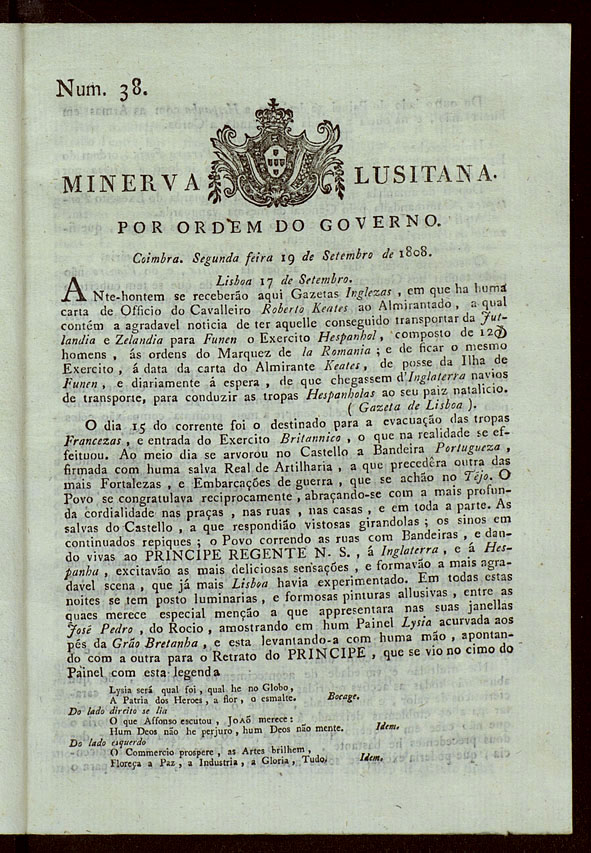 Num. 38.
MINERVA LUSITANA.
POR ORDEM DO GOVERNO.
Coimbra. Segunda feira 19 de Setembro de 1808.
Lisboa 17 de Setembro.
ANte-hontem se receberão aqui Gazetas Inglezas, em que ha huma
carta de Officio do Cavalleiro Roberto Keates ao Almirantado, a qual
contém a agradavel noticia de ter aquelle conseguido transportar da Jut-
landia e Zelandia para Funen o Exercito Hespanhol, composto de 12
homens, ás ordens do Marquez de la Romania; e de ficar o mesmo
Exercito, á data da carta do Almirante Keates, de posse da Ilha de
Funen, e diariamente á espera, de que chegassem d'Inglaterra navios
de transporte, para conduzir as tropas Hespanholas ao seu paiz natalicio.
( Gazeta de Lisboa ).
O dia 15 do corrente foi o destinado para a evacuação das tropas
Francezas, e entrada do Exercito Britannico, o que na realidade se ef-
feituou. Ao meio dia se arvorou no Castello a Bandeira Portugueza,
firmada com huma salva Real de Artilharia, a que precedêra outra das
mais Fortalezas, e Embarcações de guerra, que se achão no Téjo. O
Povo se congratulava reciprocamente, abraçando-se com a mais profun-
da cordialidade nas praças, nas ruas, nas casas, e em toda a parte. As
salvas do Castello, a que respondião vistosas girandolas; os sinos em
continuados repiques; o Povo correndo as ruas com Bandeiras, e dan-
do vivas ao PRINCIPE REGENTE N. S., á Inglaterra, e á Hes-
panha, excitavão as mais deliciosas sensações, e formavão a mais agra-
davel scena, que já mais Lisboa havia experimentado. Em todas estas
noites se tem posto luminarias, e formosas pinturas allusivas, entre as
quaes merece especial menção a que appresentara nas suas janellas
José Pedro, do Rocio, amostrando em hum Painel Lysia acurvada aos
pés da Grão Bretanha, e esta levantando-a com huma mão, apontan-
do com a outra para o Retrato do PRINCIPE, que se vio no cimo do
Painel com esta legenda
Lysia será qual foi, qual he no Globo,
A Patria dos Heroes, a flor, o esmalte. Bocage.
Do lado direito se lia
O que Affonso escutou, JOAÕ merece:
Hum Deos não he perjuro, hum Deos não mente. Idem.
Do lado esquerdo
O Commercio prospere, as Artes brilhem,
Floreça a Paz, a Industria, a Gloria, Tudo. Idem.